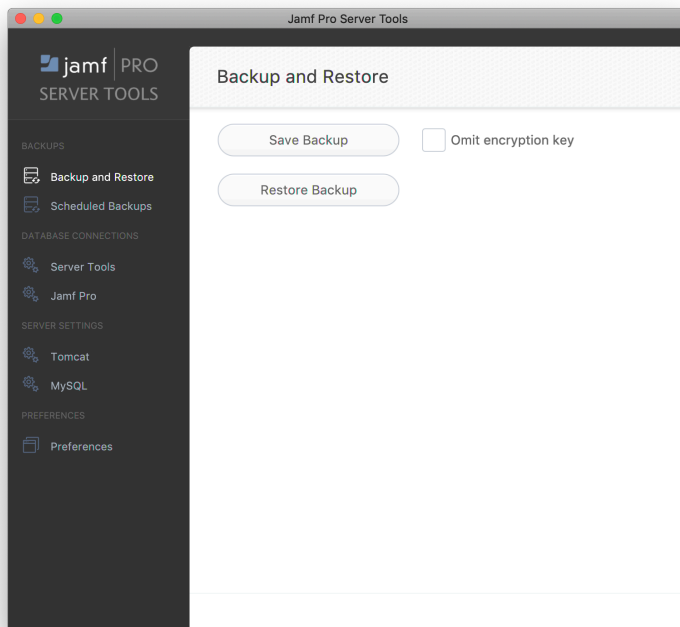 Jamf Pro Server Tools
jamf PRO
SERVER TOOLS
BACKUPS
Backup and Restore
Scheduled Backups
DATABASE CONNECTIONS
Server Tools
Jamf Pro
SERVER SETTINGS
Tomcat
MySQL
PREFERENCES
Preferences
Backup and Restore
Save Backup
Omit encryption key
Restore Backup